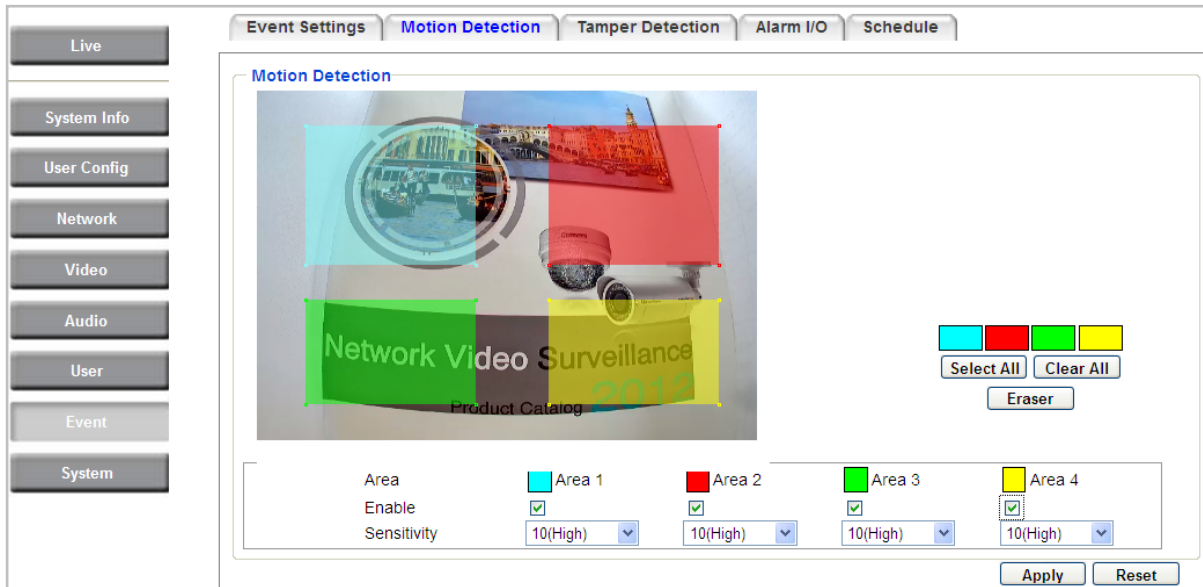 Event Settings Motion Detection Tamper Detection Alarm I/O Schedule
Live
System Info
User Config
Network
Video
Audio
User
Event
System
Motion Detection
Network Video Surveillance
2012
Product Catalog
Select All Clear All
Eraser
Area Area 1 Area 2 Area 3 Area 4
Enable
Sensitivity 10(High) 10(High) 10(High) 10(High)
Apply Reset